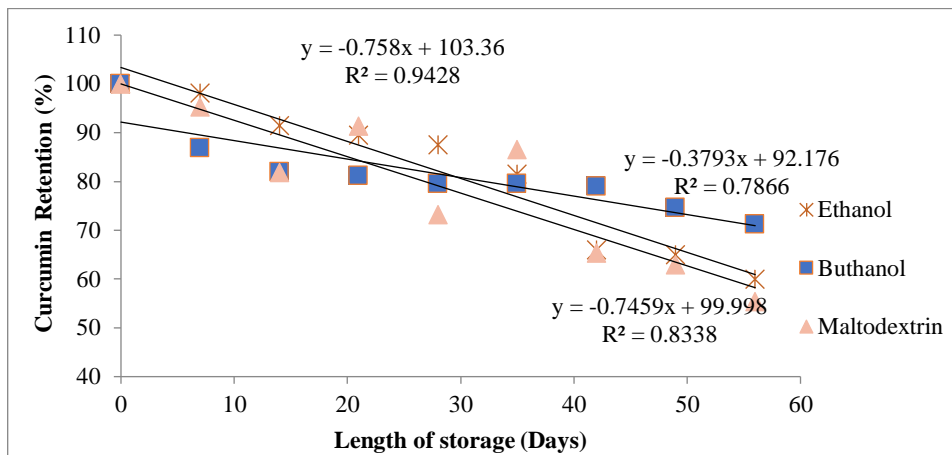 110
100
90
80
70
60
50
40
Curcumin Retention (%)
y = -0.758x + 103.36
R² = 0.9428
y = -0.3793x + 92.176
R² = 0.7866
y = -0.7459x + 99.998
R² = 0.8338
Ethanol
Buthanol
Maltodextrin
0 10 20 30 40 50 60
Length of storage (Days)